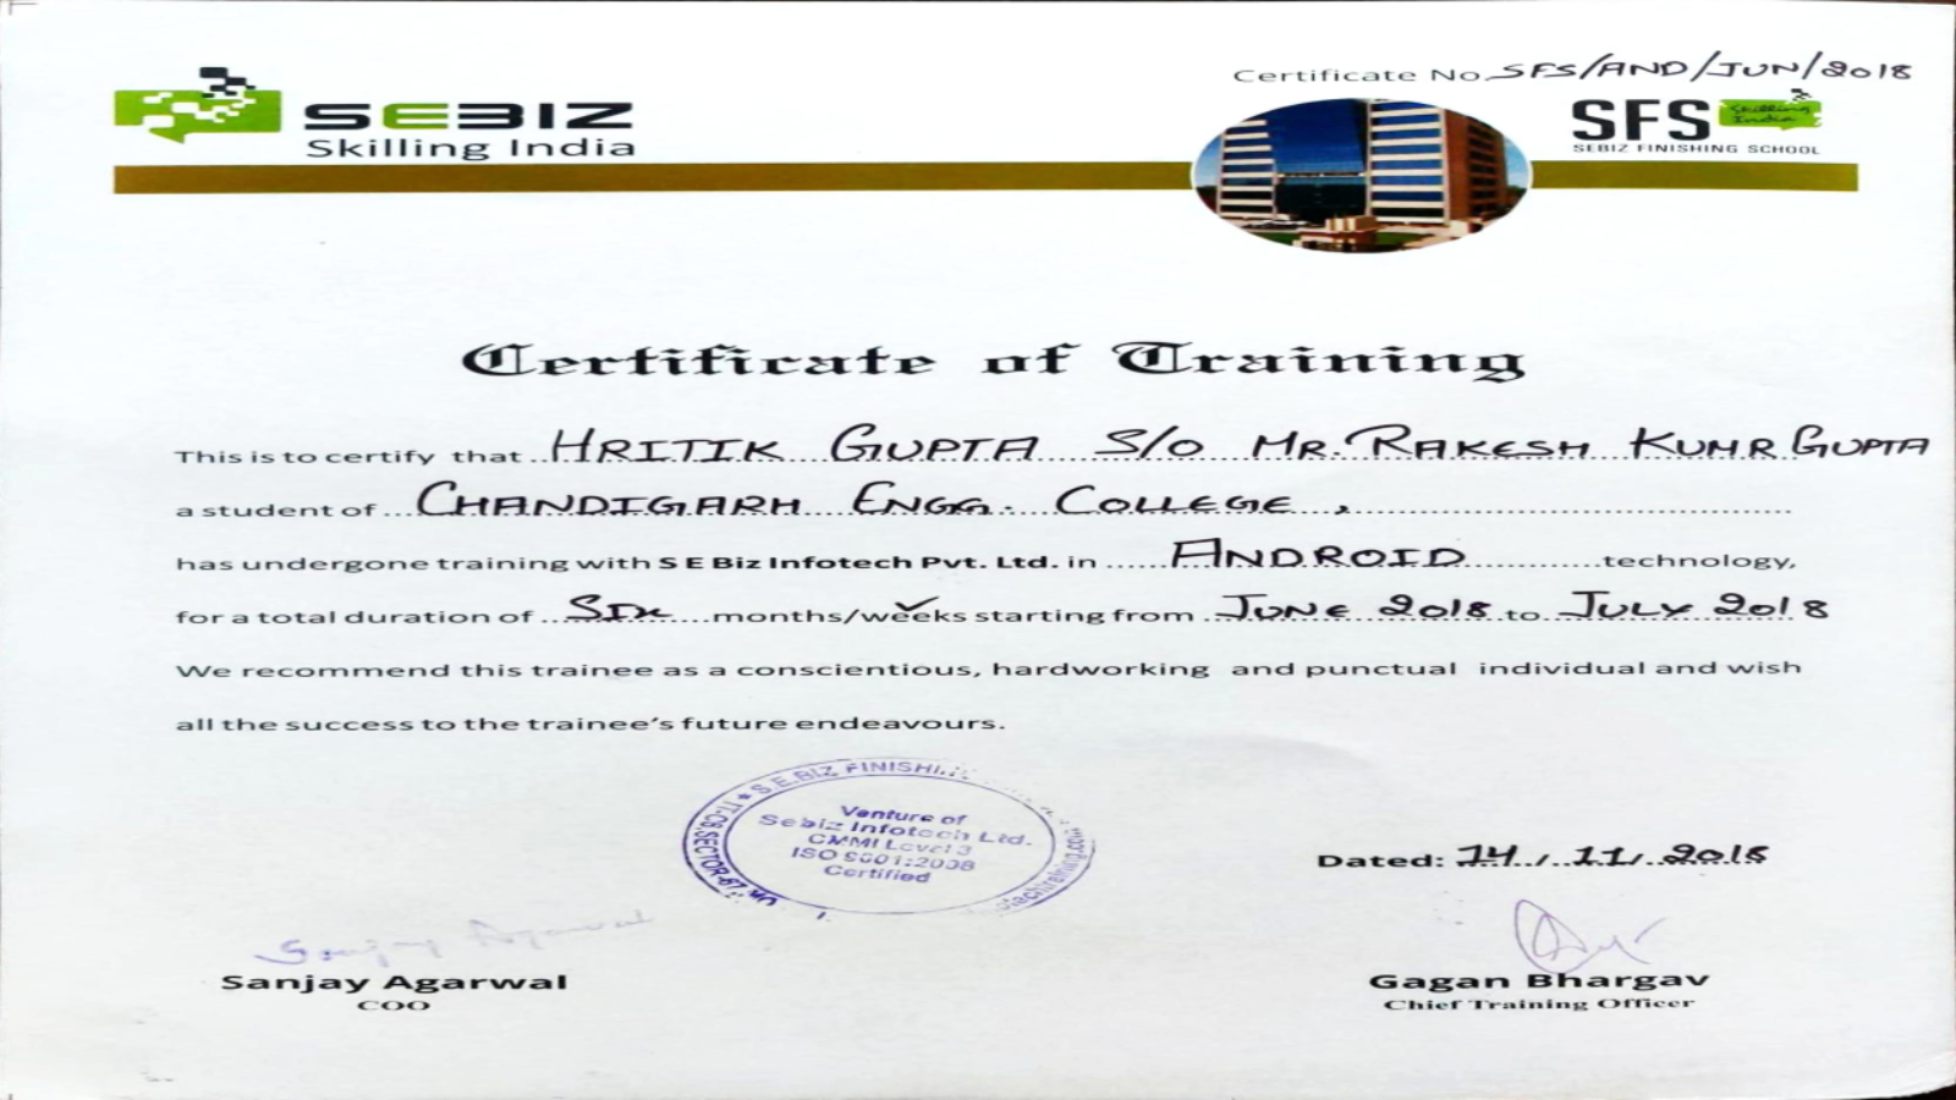 Certificate No. SFS/AND/JUN/2018
SEBIZ
Skilling India
SFS Skilling India
SEBIZ FINISHING SCHOOL
Certificate of Training
This is to certify that HRITIK GUPTA S/O MR. RAKESH KUMR GUPTA
a student of CHANDIGARH ENGG. COLLEGE,
has undergone training with S E Biz Infotech Pvt. Ltd. in ANDROID technology,
for a total duration of SIX months/weeks starting from JUNE 2018 to JULY 2018
We recommend this trainee as a conscientious, hardworking and punctual individual and wish
all the success to the trainee's future endeavours.
S.E.BIZ
IT-C8, SECTOR-67,
Venture of
Sebiz Infotech Ltd.
CMMI Level 3
ISO 9001:2008
Certified
Dated: 14/11/2018
Sanjay Agarwal
Sanjay Agarwal
COO
Gagan Bhargav
Chief Training Officer